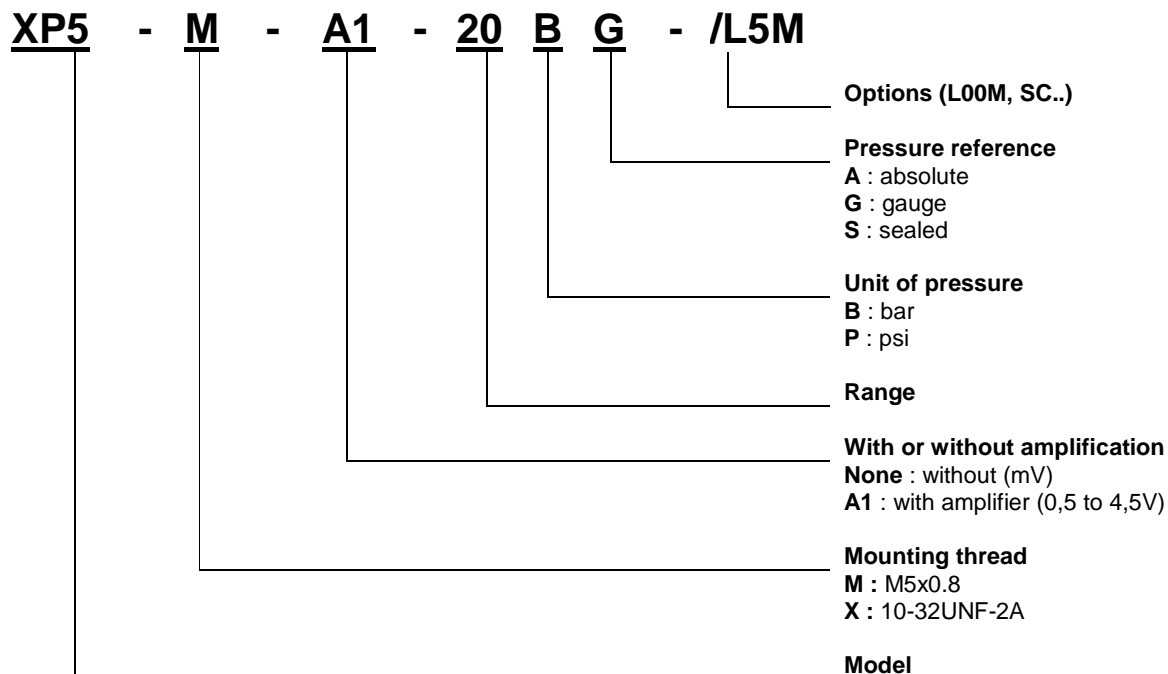 XP5 - M - A1 - 20 B G - /L5M
Options (L00M, SC..)
Pressure reference
A : absolute
G : gauge
S : sealed
Unit of pressure
B : bar
P : psi
Range
With or without amplification
None : without (mV)
A1 : with amplifier (0,5 to 4,5V)
Mounting thread
M : M5x0.8
X : 10-32UNF-2A
Model